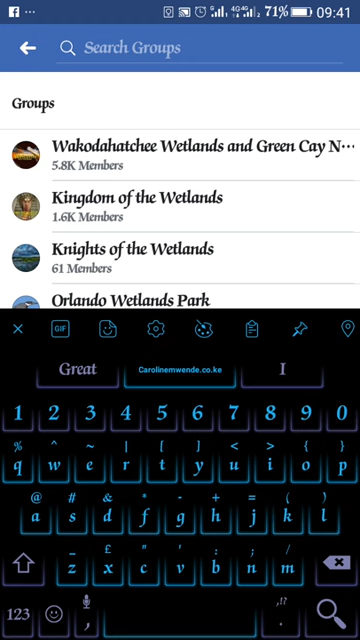 71% 09:41
Search Groups
Groups
Wakodahatchee Wetlands and Green Cay N...
5.8K Members
Kingdom of the Wetlands
1.6K Members
Knights of the Wetlands
61 Members
Orlando Wetlands Park
GIF
Great Carolinemwende.co.ke I
1 2 3 4 5 6 7 8 9 0
% ^ ~ | [ ] < > { }
q w e r t y u i o p
@ # & * - + = ( )
a s d f g h j k l
_ £ " ' : ; /
z x c v b n m
123 , ,!? .